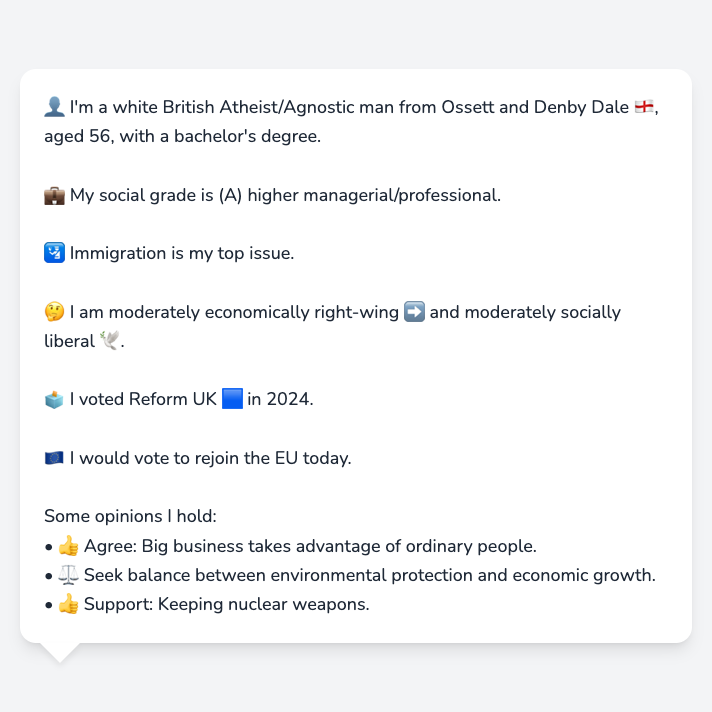 👤 I'm a white British Atheist/Agnostic man from Ossett and Denby Dale 🏴󠁧󠁢󠁥󠁮󠁧󠁿,
aged 56, with a bachelor's degree.
💼 My social grade is (A) higher managerial/professional.
🛂 Immigration is my top issue.
🤔 I am moderately economically right-wing ➡️ and moderately socially
liberal 🕊️.
🗳️ I voted Reform UK 🟦 in 2024.
🇪🇺 I would vote to rejoin the EU today.
Some opinions I hold:
• 👍 Agree: Big business takes advantage of ordinary people.
• ⚖️ Seek balance between environmental protection and economic growth.
• 👍 Support: Keeping nuclear weapons.